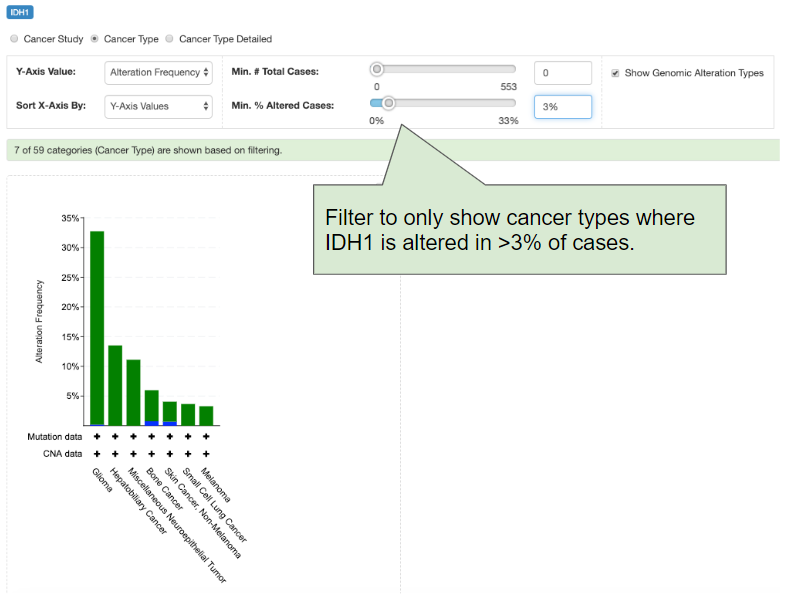 IDH1
Cancer Study Cancer Type Cancer Type Detailed
Y-Axis Value: Alteration Frequency Min. # Total Cases: 0 Show Genomic Alteration Types
0 553
Sort X-Axis By: Y-Axis Values Min. % Altered Cases: 3%
0% 33%
7 of 59 categories (Cancer Type) are shown based on filtering.
Filter to only show cancer types where
IDH1 is altered in >3% of cases.
35%
30%
25%
20%
15%
10%
5%
Alteration Frequency
Mutation data + + + + + + +
CNA data + + + + + + +
Glioma
Hepatobiliary Cancer
Miscellaneous Neuroepithelial Tumor
Bone Cancer
Skin Cancer, Non-Melanoma
Small Cell Lung Cancer
Melanoma